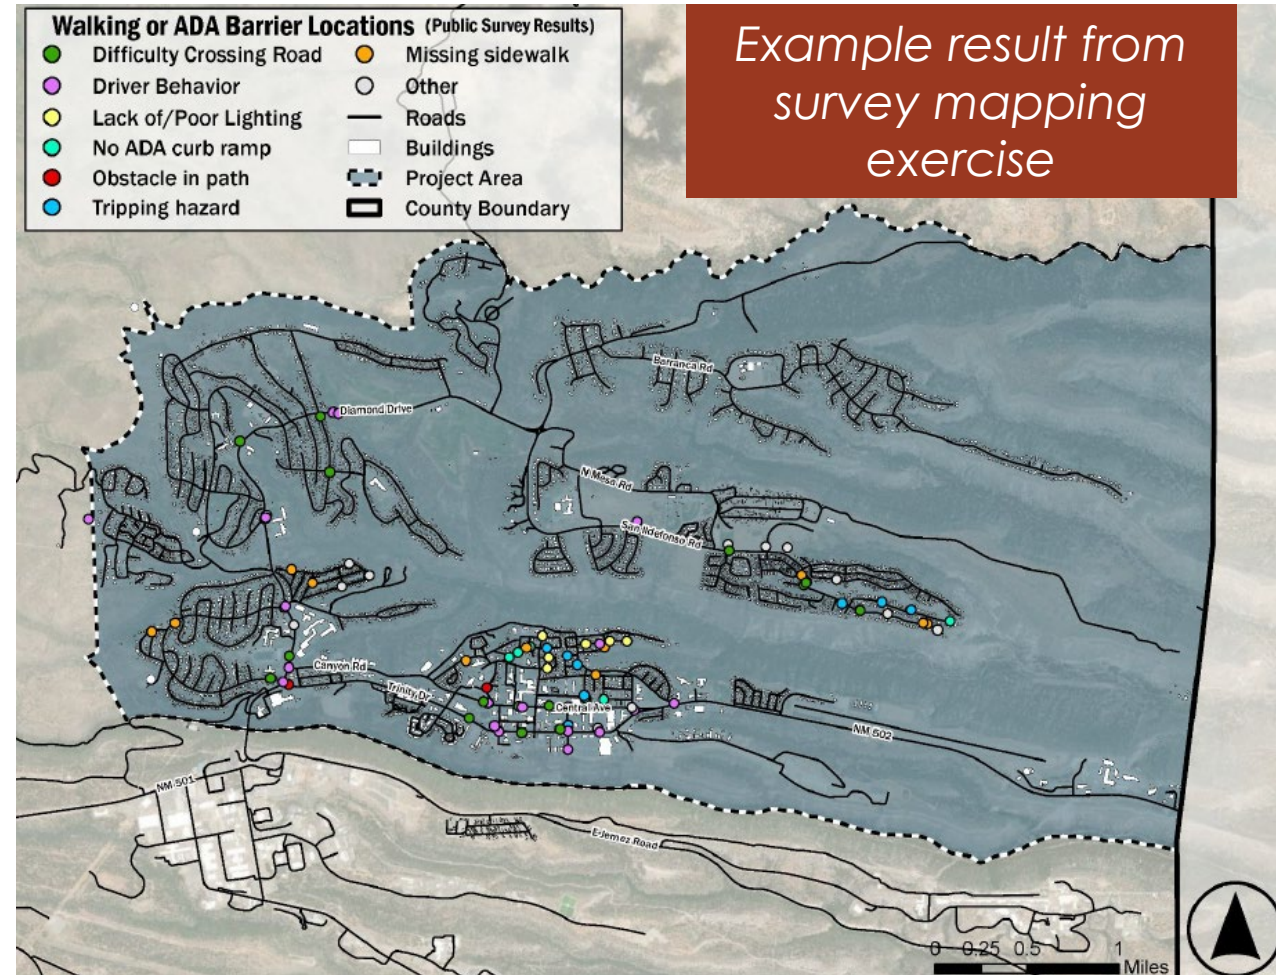 Walking or ADA Barrier Locations (Public Survey Results)
Difficulty Crossing Road
Driver Behavior
Lack of/Poor Lighting
No ADA curb ramp
Obstacle in path
Tripping hazard
Missing sidewalk
Other
Roads
Buildings
Project Area
County Boundary
Example result from
survey mapping
exercise
Barranca Rd
Diamond Drive
N Mesa Rd
San Ildefonso Rd
Canyon Rd
Trinity Dr
Central Ave
NM 502
NM 501
E Jemez Road
0 0.25 0.5 1
Miles